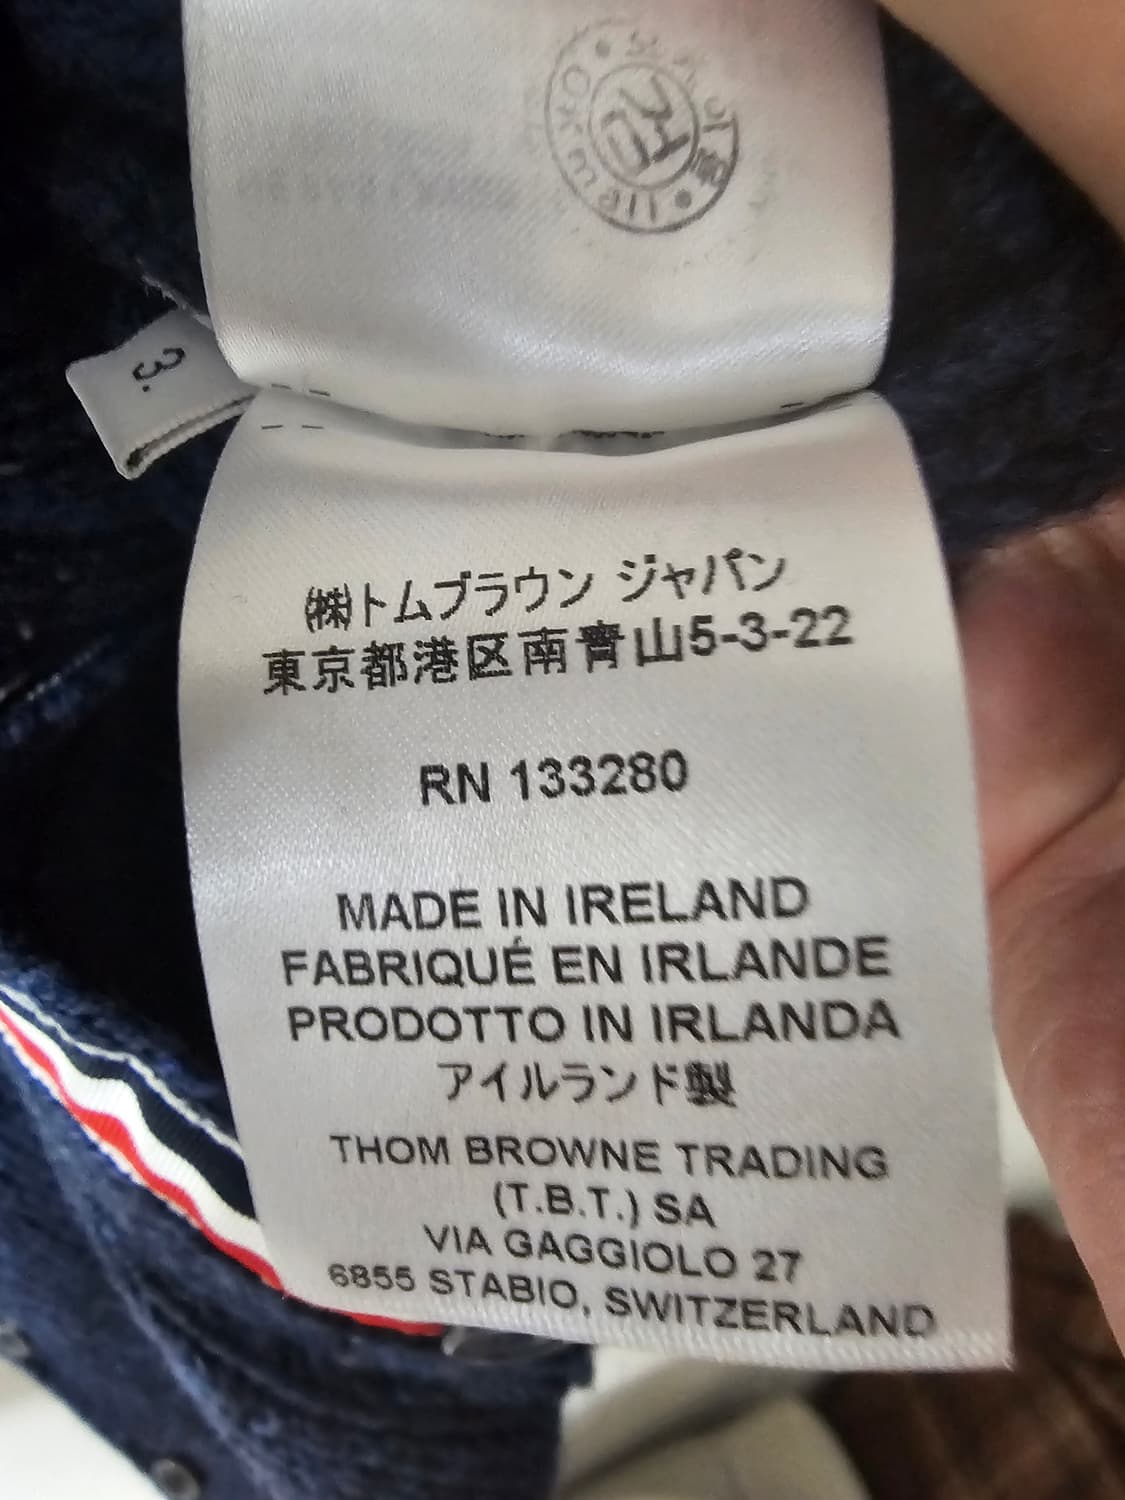 3.
㈱トムブラウン ジャパン
東京都港区南青山5-3-22
RN 133280
MADE IN IRELAND
FABRIQUÉ EN IRLANDE
PRODOTTO IN IRLANDA
アイルランド製
THOM BROWNE TRADING
(T.B.T.) SA
VIA GAGGIOLO 27
6855 STABIO, SWITZERLAND